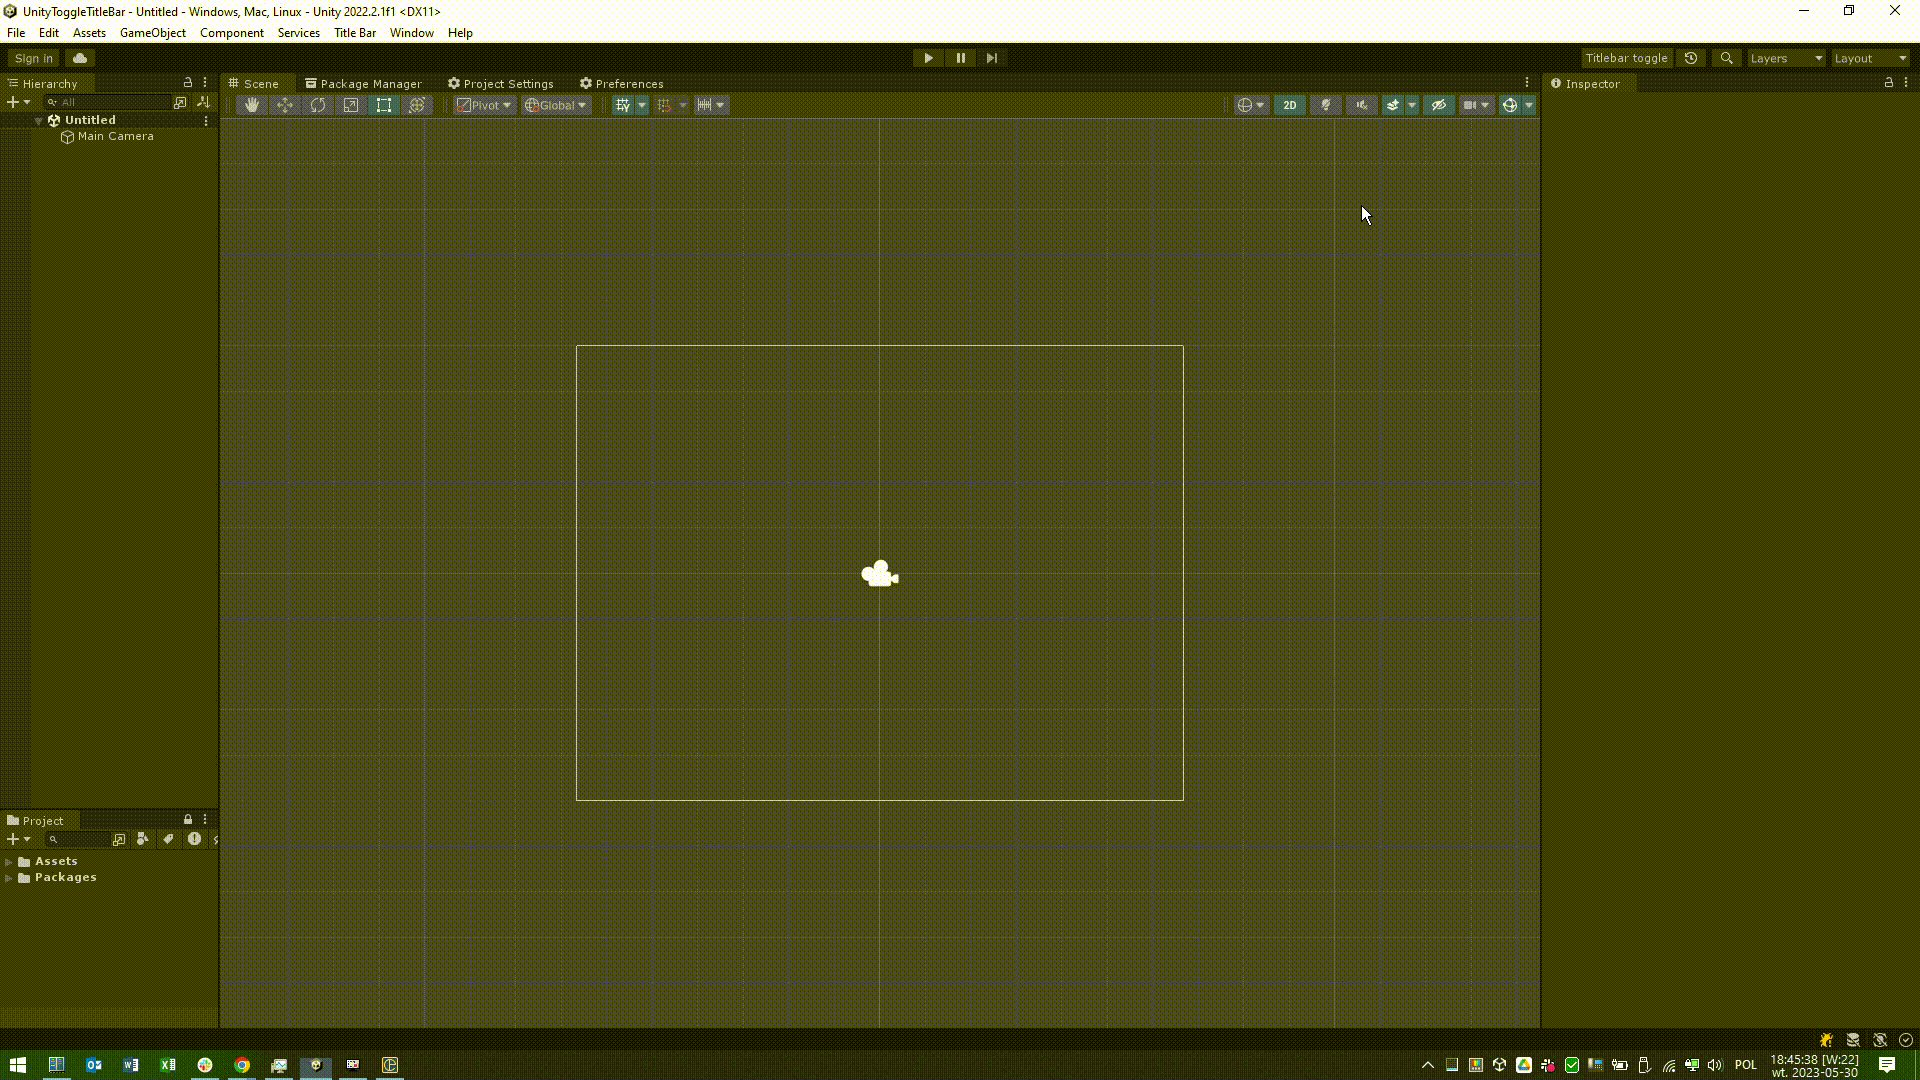 UnityToggleTitleBar - Untitled - Windows, Mac, Linux - Unity 2022.2.1f1 <DX11>
File Edit Assets GameObject Component Services Title Bar Window Help
Sign in Titlebar toggle Layers Layout
Hierarchy Scene Package Manager Project Settings Preferences Inspector
All Pivot Global 2D
Untitled
Main Camera
Project
Assets
Packages
POL 18:45:38 [W:22]
wt. 2023-05-30